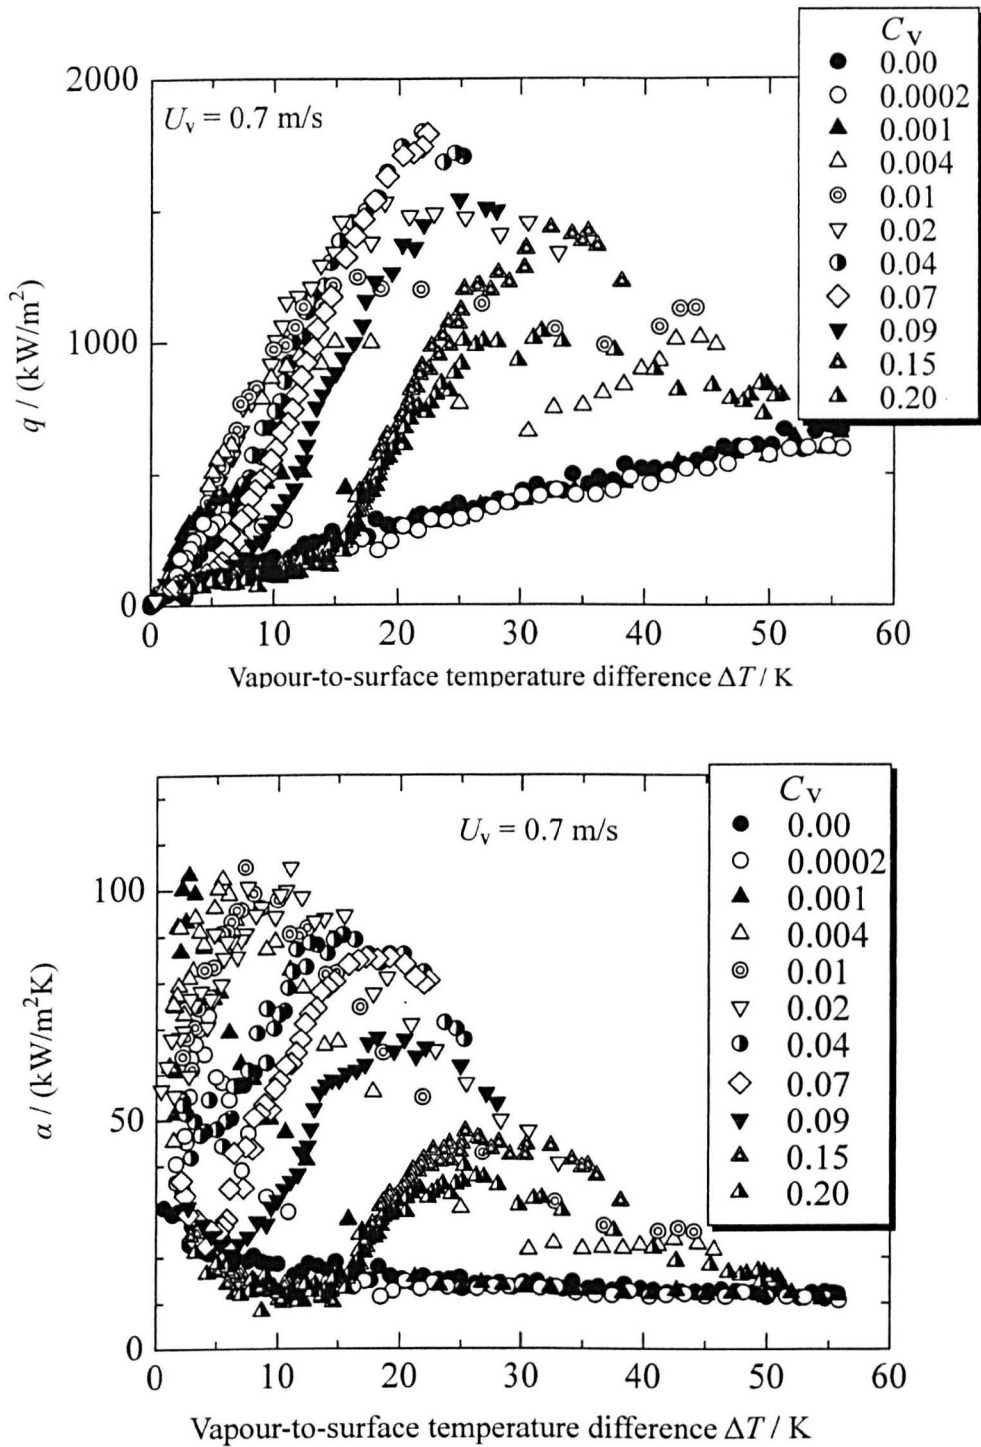 C_V
0.00
0.0002
0.001
0.004
0.01
0.02
0.04
0.07
0.09
0.15
0.20
2000
U_v = 0.7 m/s
1000
0
q / (kW/m²)
0 10 20 30 40 50 60
Vapour-to-surface temperature difference ΔT / K
C_V
0.00
0.0002
0.001
0.004
0.01
0.02
0.04
0.07
0.09
0.15
0.20
U_v = 0.7 m/s
100
50
0
α / (kW/m²K)
0 10 20 30 40 50 60
Vapour-to-surface temperature difference ΔT / K